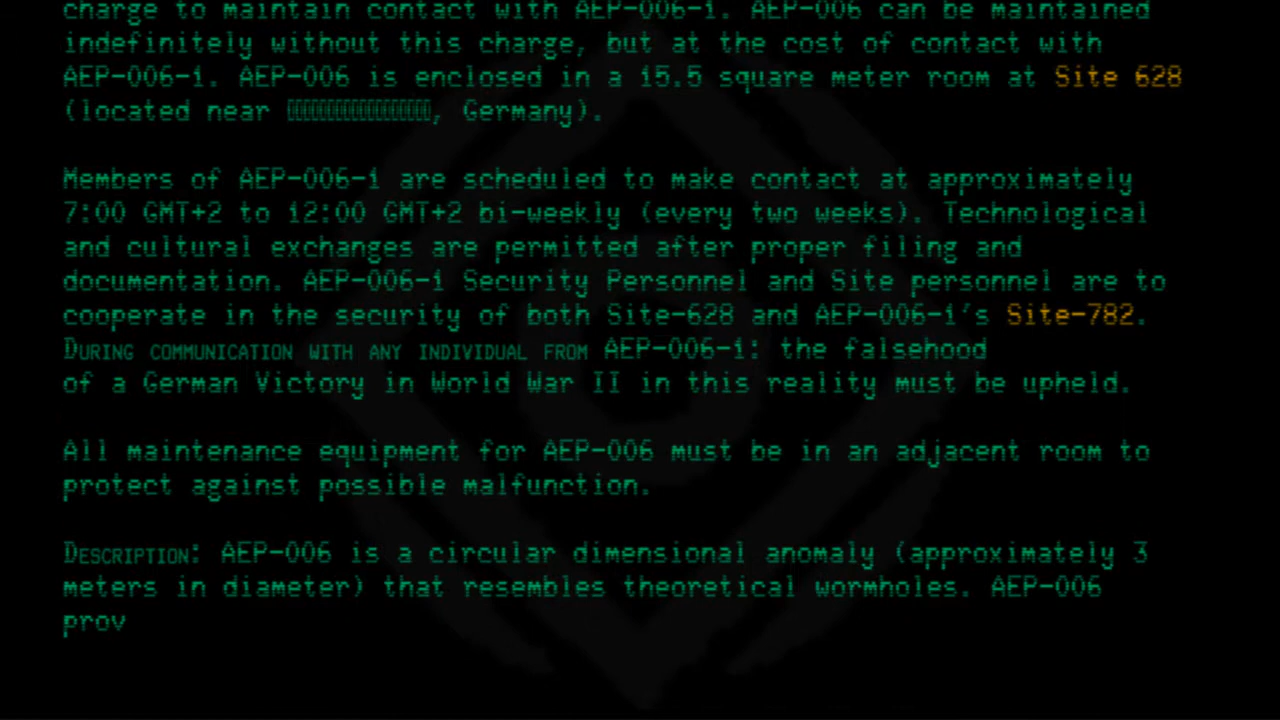 charge to maintain contact with AEP-006-1. AEP-006 can be maintained
indefinitely without this charge, but at the cost of contact with
AEP-006-1. AEP-006 is enclosed in a 15.5 square meter room at Site 628
(located near ▯▯▯▯▯▯▯▯▯▯▯▯▯▯▯▯▯▯, Germany).
Members of AEP-006-1 are scheduled to make contact at approximately
7:00 GMT+2 to 12:00 GMT+2 bi-weekly (every two weeks). Technological
and cultural exchanges are permitted after proper filing and
documentation. AEP-006-1 Security Personnel and Site personnel are to
cooperate in the security of both Site-628 and AEP-006-1's Site-782.
DURING COMMUNICATION WITH ANY INDIVIDUAL FROM AEP-006-1: the falsehood
of a German Victory in World War II in this reality must be upheld.
All maintenance equipment for AEP-006 must be in an adjacent room to
protect against possible malfunction.
DESCRIPTION: AEP-006 is a circular dimensional anomaly (approximately 3
meters in diameter) that resembles theoretical wormholes. AEP-006
prov